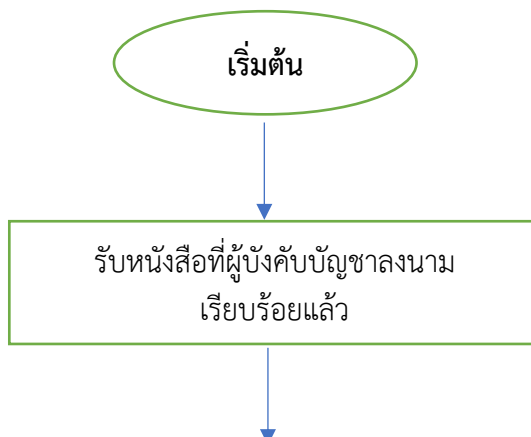 เริ่มต้น
รับหนังสือที่ผู้บังคับบัญชาลงนาม
เรียบร้อยแล้ว